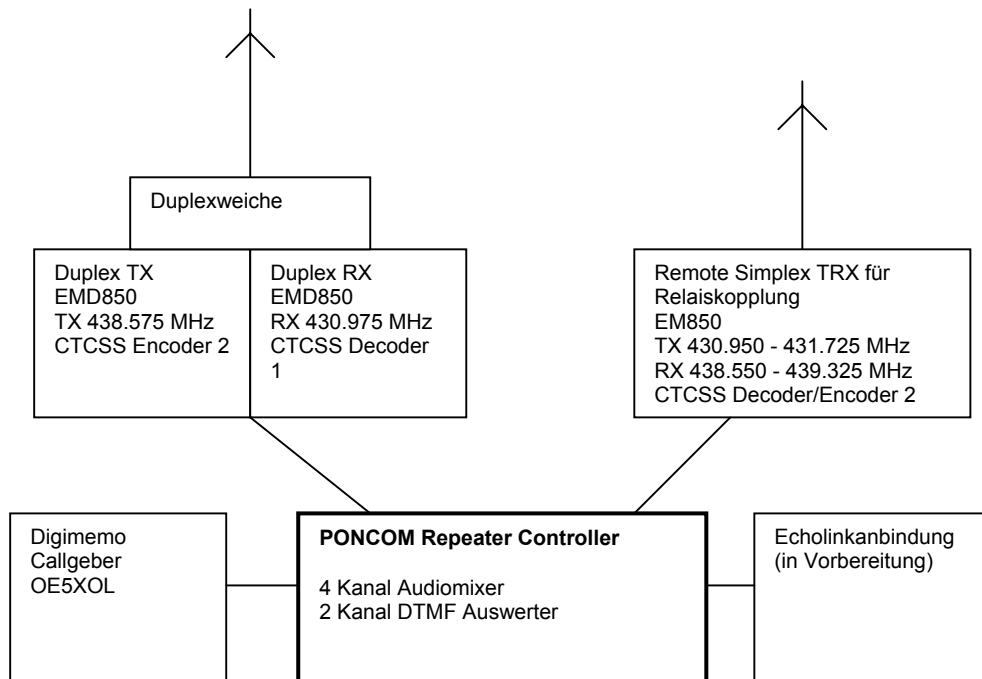 Duplexweiche
Duplex TX
EMD850
TX 438.575 MHz
CTCSS Encoder 2
Duplex RX
EMD850
RX 430.975 MHz
CTCSS Decoder
1
Remote Simplex TRX für
Relaiskopplung
EM850
TX 430.950 - 431.725 MHz
RX 438.550 - 439.325 MHz
CTCSS Decoder/Encoder 2
Digimemo
Callgeber
OE5XOL
PONCOM Repeater Controller
4 Kanal Audiomixer
2 Kanal DTMF Auswerter
Echolinkanbindung
(in Vorbereitung)